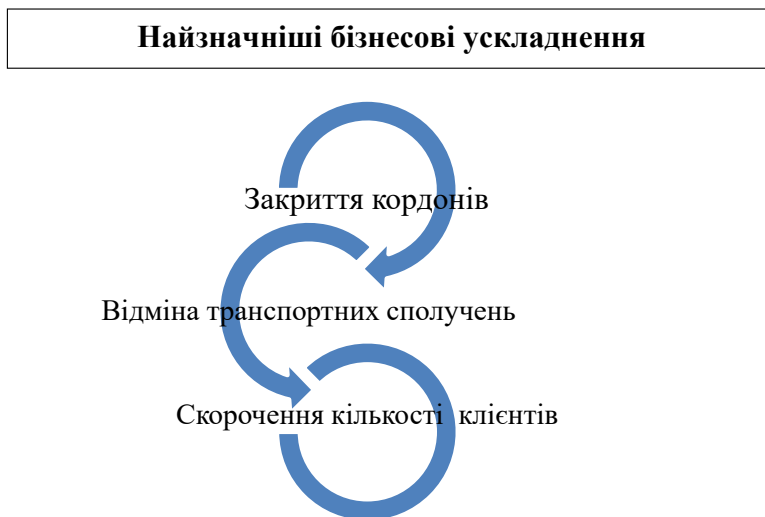 Найзначніші бізнесові ускладнення
Закриття кордонів
Відміна транспортних сполучень
Скорочення кількості клієнтів